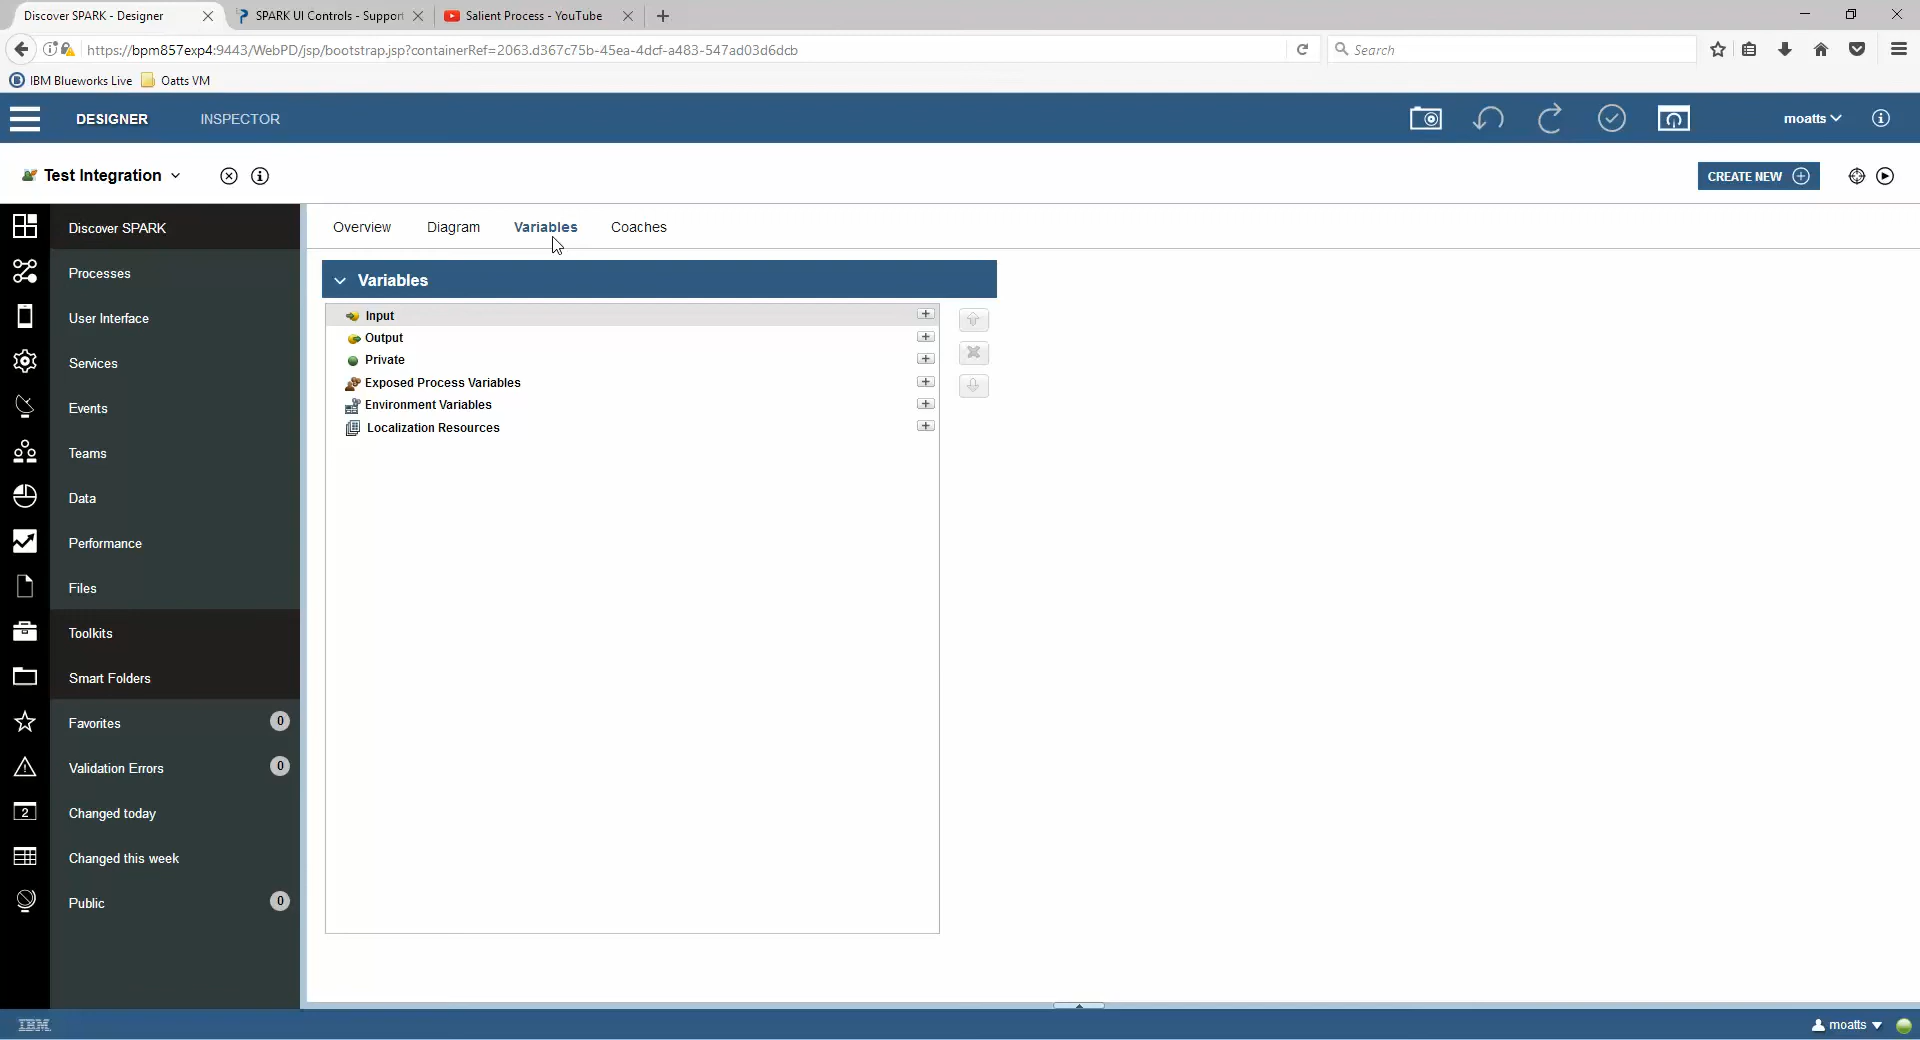 Discover SPARK - Designer
SPARK UI Controls - Support
Salient Process - YouTube
https://bpm857exp4:9443/WebPD/jsp/bootstrap.jsp?containerRef=2063.d367c75b-45ea-4dcf-a483-547ad03d6dcb
Search
IBM Blueworks Live
Oatts VM
DESIGNER
INSPECTOR
moatts
Test Integration
CREATE NEW
Discover SPARK
Overview
Diagram
Variables
Coaches
Processes
User Interface
Services
Events
Teams
Data
Performance
Files
Toolkits
Smart Folders
Favorites 0
Validation Errors 0
2 Changed today
Changed this week
Public 0
Variables
Input
Output
Private
Exposed Process Variables
Environment Variables
Localization Resources
IBM
moatts